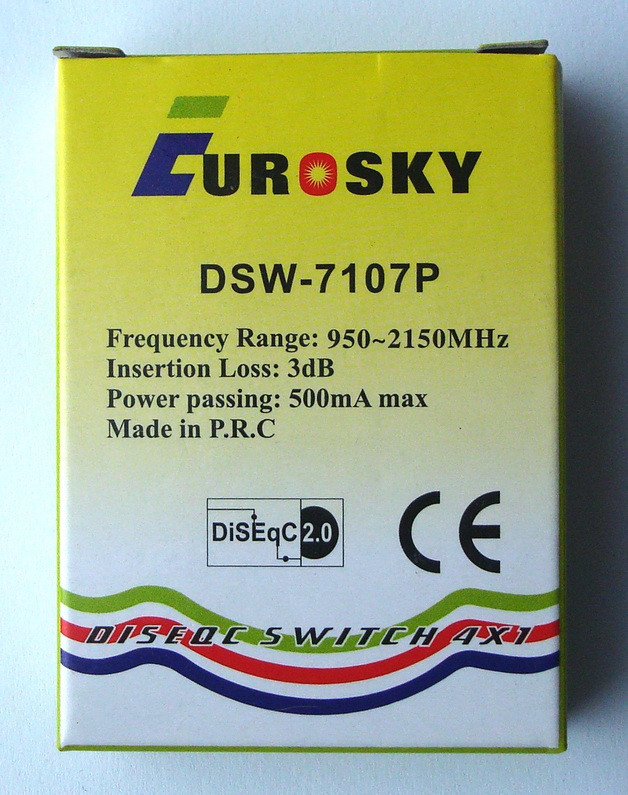 EUROSKY
DSW-7107P
Frequency Range: 950~2150MHz
Insertion Loss: 3dB
Power passing: 500mA max
Made in P.R.C
DiSEqC 2.0
CE
DISEQC SWITCH 4X1